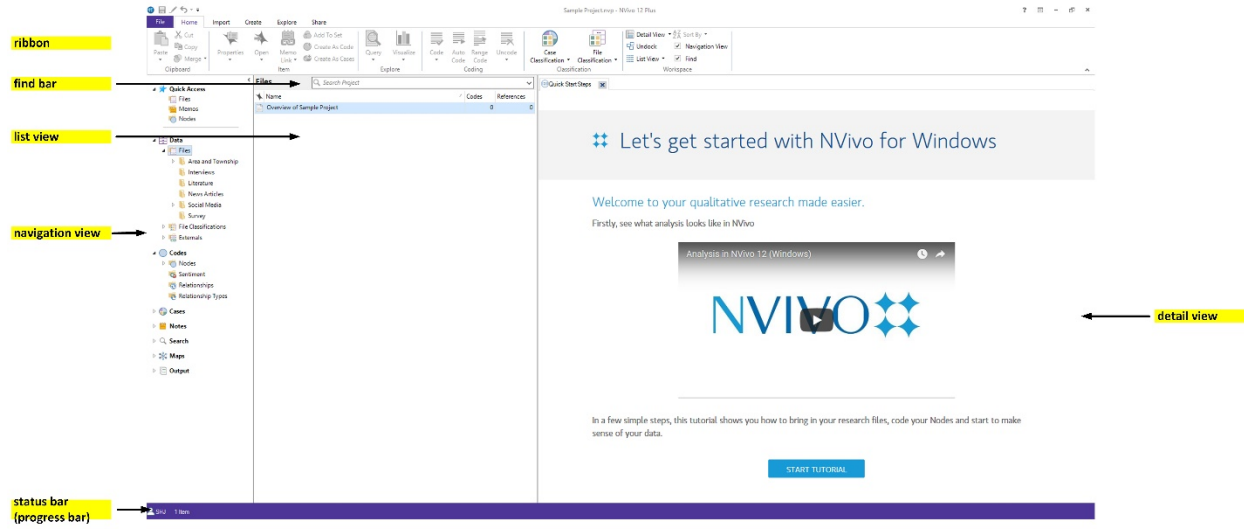 Sample Project.nvp - NVivo 12 Plus
File Home Import Create Explore Share
ribbon
Paste
Cut
Copy
Merge
Clipboard
Properties
Open
Memo Link
Add To Set
Create As Code
Create As Cases
Item
Query
Visualize
Explore
Code
Auto Code
Range Code
Uncode
Coding
Case Classification
File Classification
Classification
Detail View
Sort By
Undock
Navigation View
List View
Find
Workspace
find bar
Files
Search Project
Quick Start Steps
Name Codes References
Overview of Sample Project 0 0
list view
navigation view
Quick Access
Files
Memos
Nodes
Data
Files
Area and Township
Interviews
Literature
News Articles
Social Media
Survey
File Classifications
Externals
Codes
Nodes
Sentiment
Relationships
Relationship Types
Cases
Notes
Search
Maps
Output
Let's get started with NVivo for Windows
Welcome to your qualitative research made easier.
Firstly, see what analysis looks like in NVivo
Analysis in NVivo 12 (Windows)
NVIVO
detail view
In a few simple steps, this tutorial shows you how to bring in your research files, code your Nodes and start to make
sense of your data.
START TUTORIAL
status bar
(progress bar)
1 Item